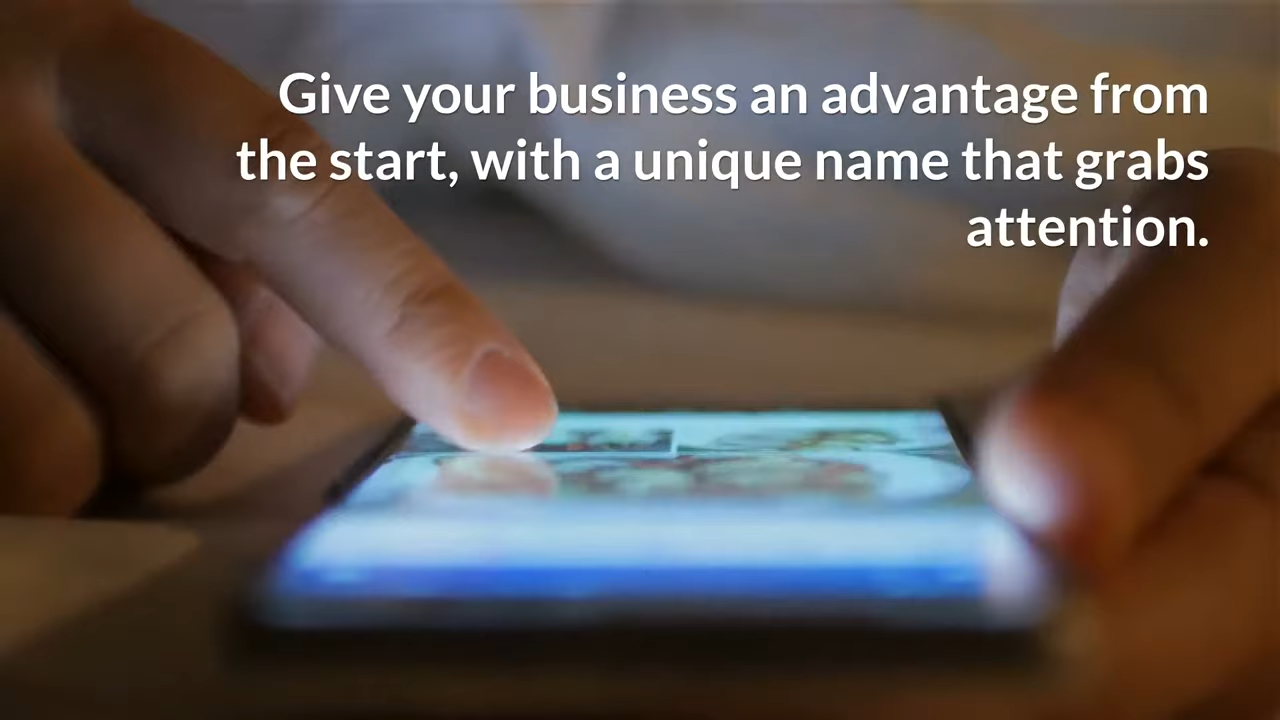 Give your business an advantage from
the start, with a unique name that grabs
attention.